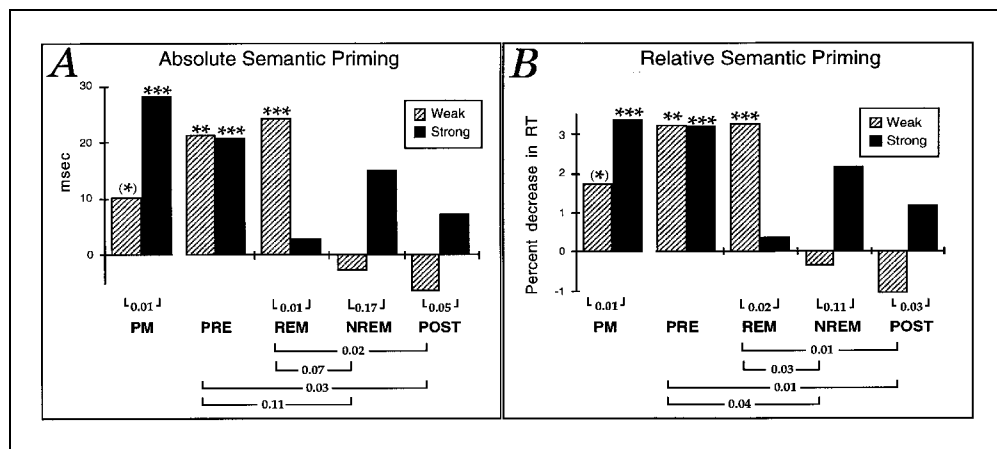 A Absolute Semantic Priming
30
20
10
0
msec
(*) *** ** *** ***
Weak
Strong
0.01 0.01 0.17 0.05
PM PRE REM NREM POST
0.02
0.07
0.03
0.11
B Relative Semantic Priming
3
2
1
0
-1
Percent decrease in RT
(*) *** ** *** ***
Weak
Strong
0.01 0.02 0.11 0.03
PM PRE REM NREM POST
0.01
0.03
0.01
0.04